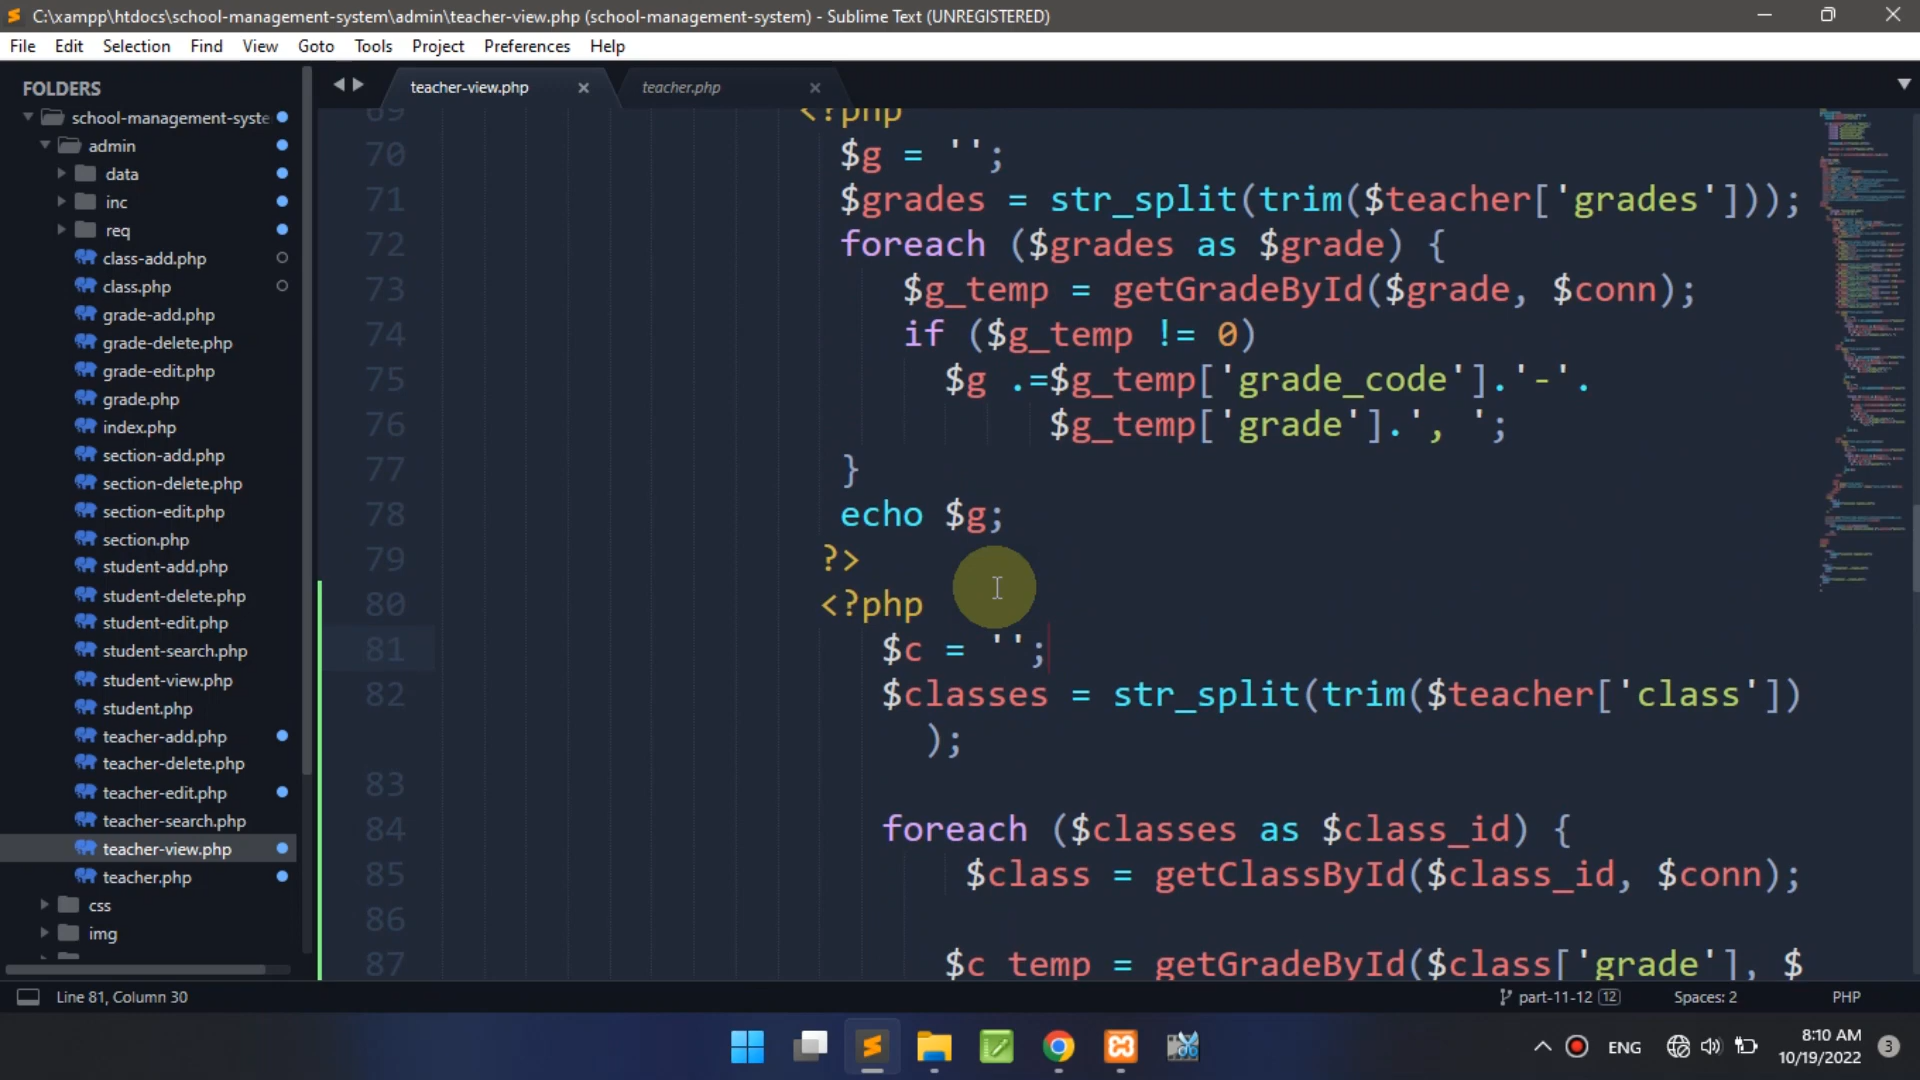 C:\xampp\htdocs\school-management-system\admin\teacher-view.php (school-management-system) - Sublime Text (UNREGISTERED)
File Edit Selection Find View Goto Tools Project Preferences Help
FOLDERS
school-management-syste
admin
data
inc
req
class-add.php
class.php
grade-add.php
grade-delete.php
grade-edit.php
grade.php
index.php
section-add.php
section-delete.php
section-edit.php
section.php
student-add.php
student-delete.php
student-edit.php
student-search.php
student-view.php
student.php
teacher-add.php
teacher-delete.php
teacher-edit.php
teacher-search.php
teacher-view.php
teacher.php
css
img
teacher-view.php teacher.php
69 <?php
70 $g = '';
71 $grades = str_split(trim($teacher['grades']));
72 foreach ($grades as $grade) {
73 $g_temp = getGradeById($grade, $conn);
74 if ($g_temp != 0)
75 $g .=$g_temp['grade_code'].'-'.
76 $g_temp['grade'].', ';
77 }
78 echo $g;
79 ?>
80 <?php
81 $c = '';
82 $classes = str_split(trim($teacher['class'])
);
83
84 foreach ($classes as $class_id) {
85 $class = getClassById($class_id, $conn);
86
87 $c_temp = getGradeById($class['grade'], $
Line 81, Column 30 part-11-12 12 Spaces: 2 PHP
ENG 8:10 AM
10/19/2022 3